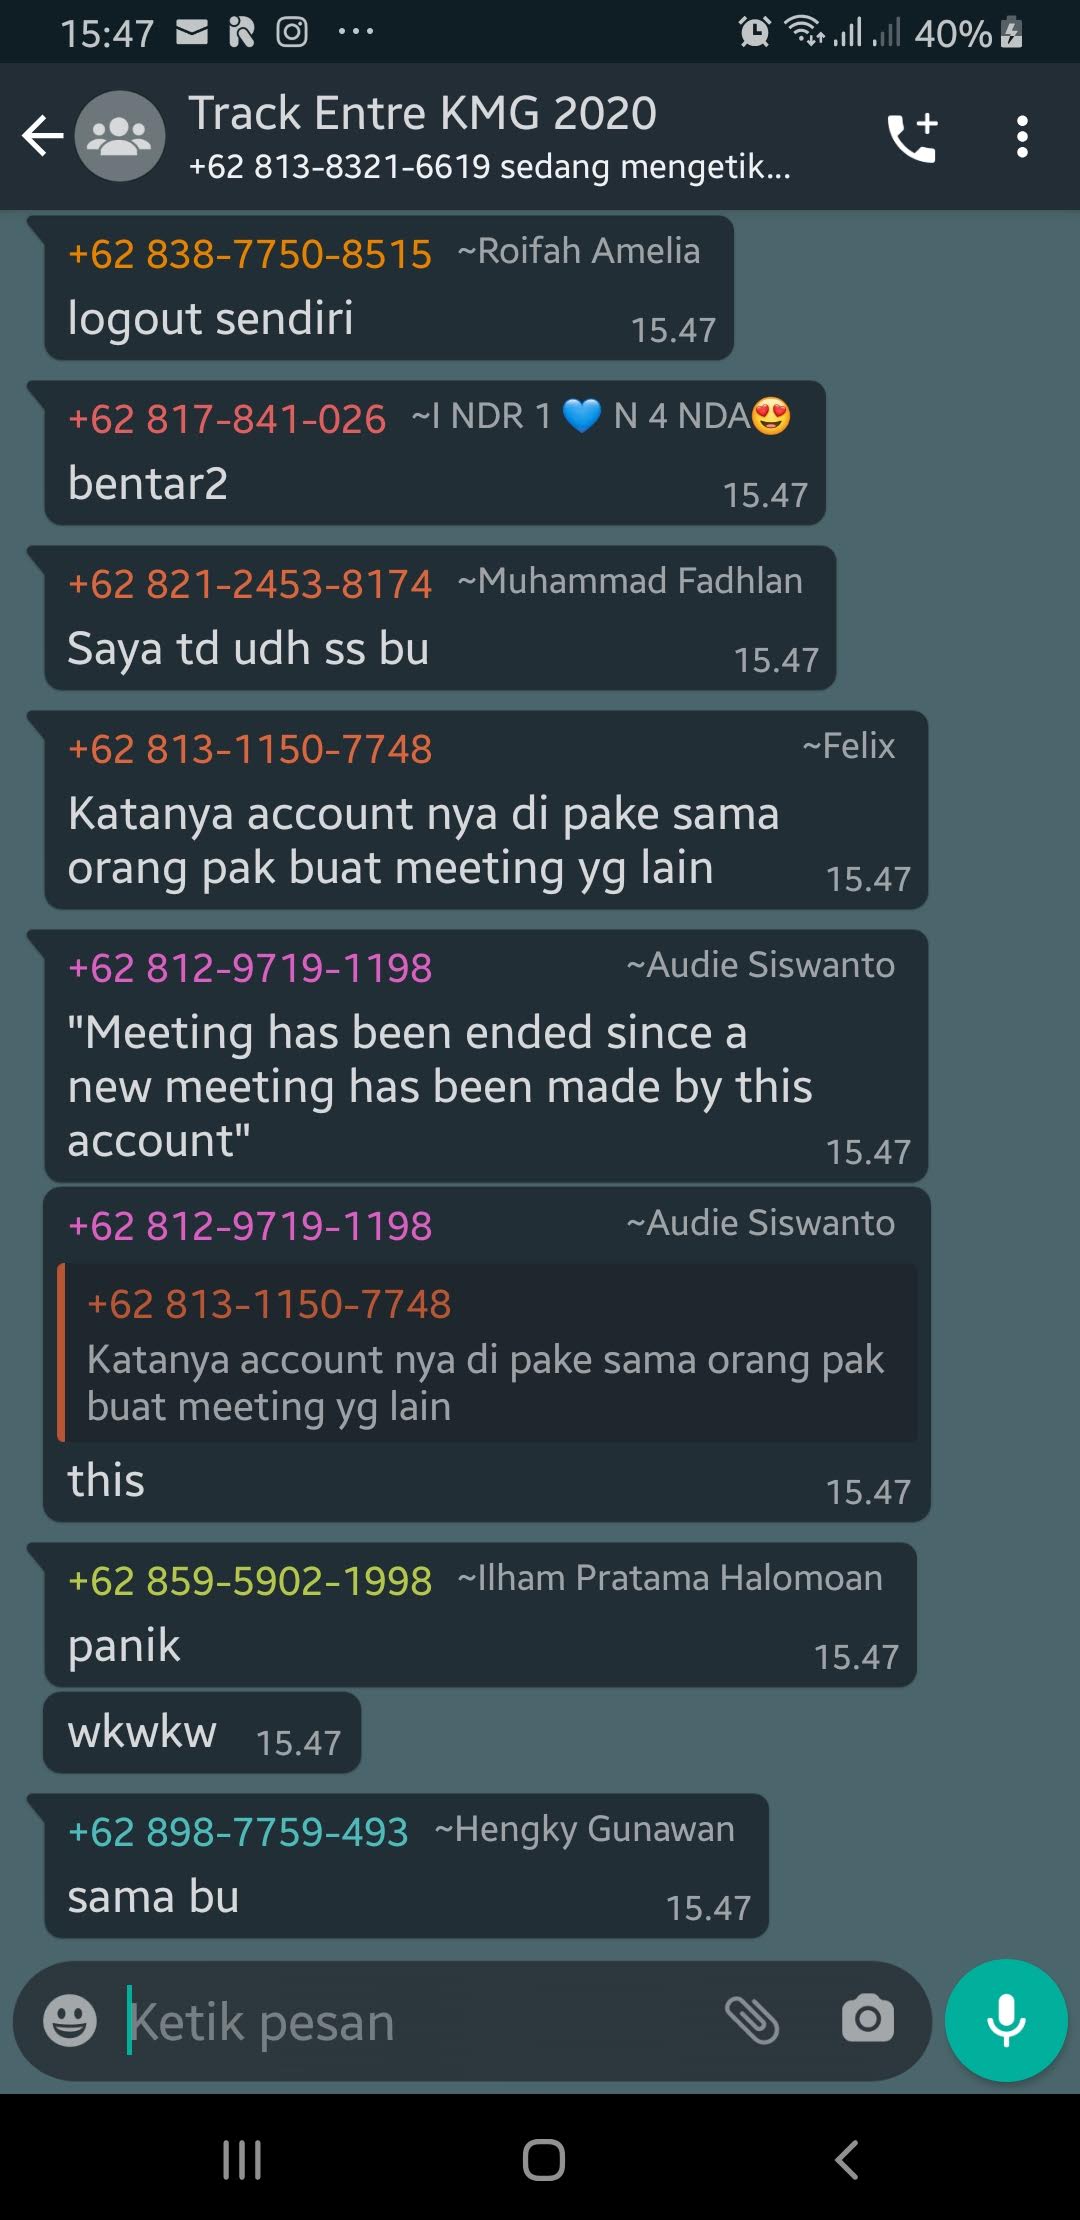 15:47 40%
Track Entre KMG 2020
+62 813-8321-6619 sedang mengetik...
+62 838-7750-8515 ~Roifah Amelia
logout sendiri 15.47
+62 817-841-026 ~I NDR 1 💙 N 4 NDA😍
bentar2 15.47
+62 821-2453-8174 ~Muhammad Fadhlan
Saya td udh ss bu 15.47
+62 813-1150-7748 ~Felix
Katanya account nya di pake sama
orang pak buat meeting yg lain 15.47
+62 812-9719-1198 ~Audie Siswanto
"Meeting has been ended since a
new meeting has been made by this
account" 15.47
+62 812-9719-1198 ~Audie Siswanto
+62 813-1150-7748
Katanya account nya di pake sama orang pak
buat meeting yg lain
this 15.47
+62 859-5902-1998 ~Ilham Pratama Halomoan
panik 15.47
wkwkw 15.47
+62 898-7759-493 ~Hengky Gunawan
sama bu 15.47
Ketik pesan